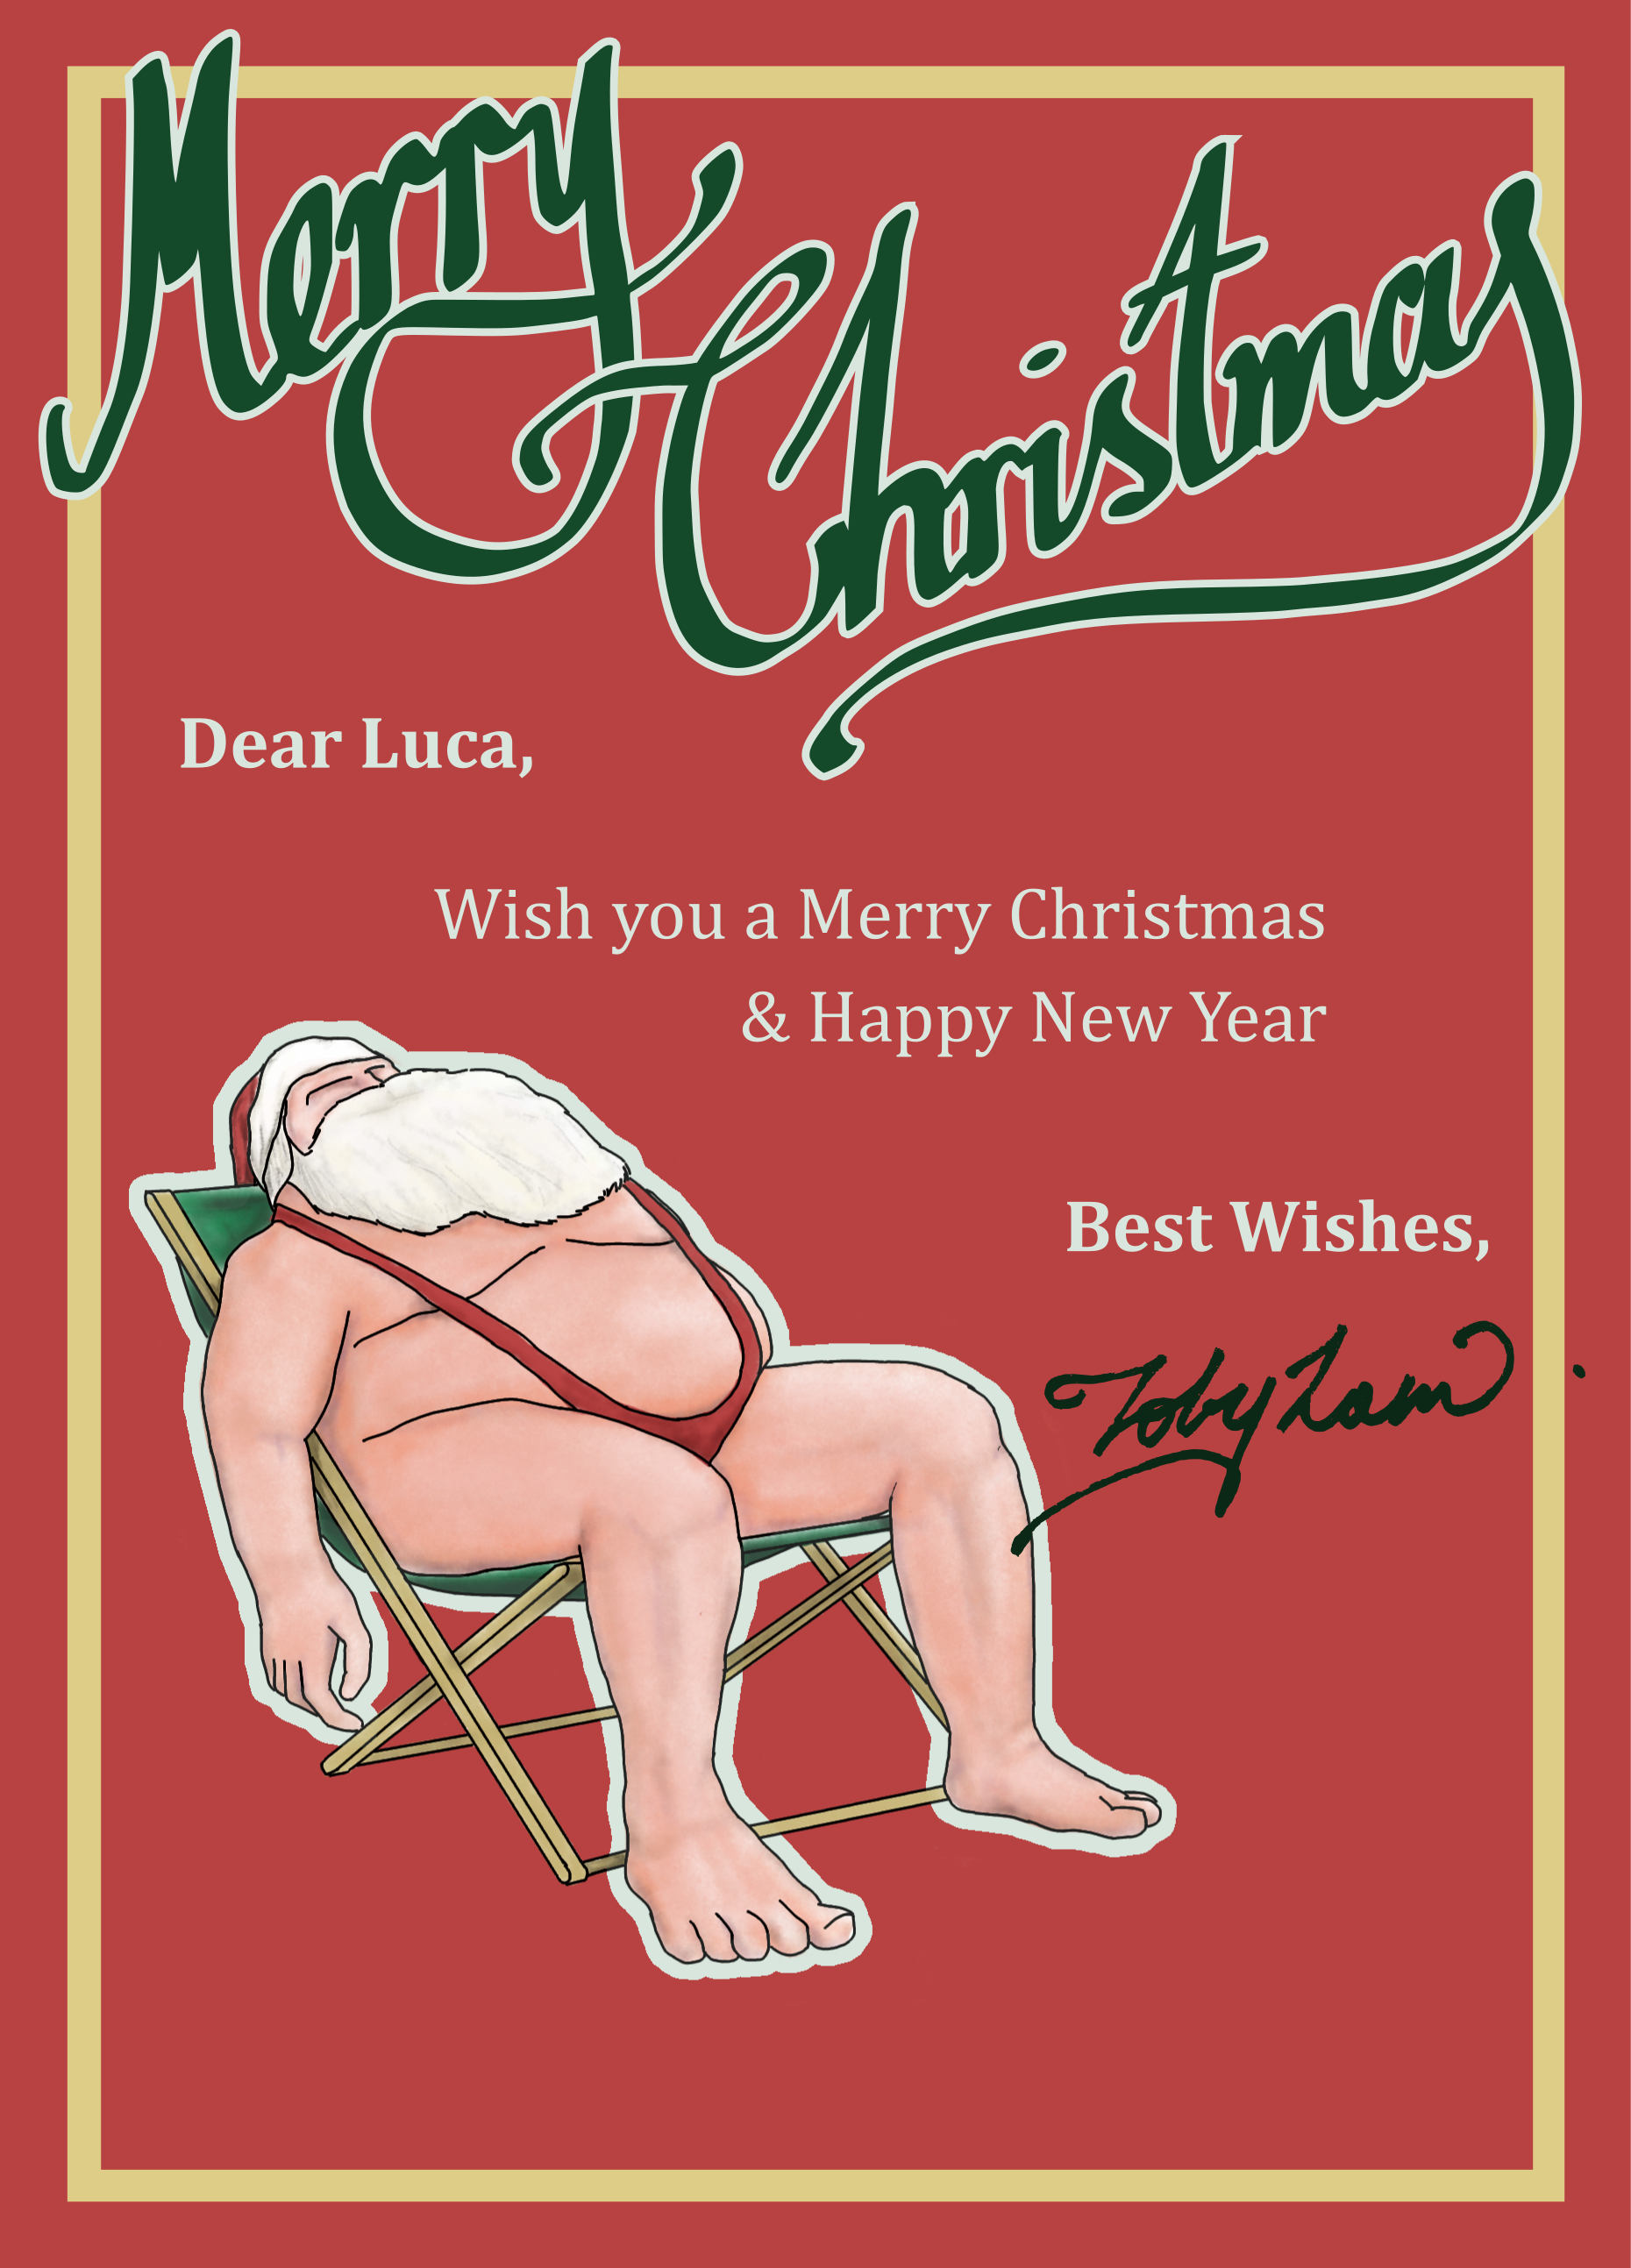 Merry
Christmas
Dear Luca,
Wish you a Merry Christmas
& Happy New Year
Best Wishes,
Toby Lam